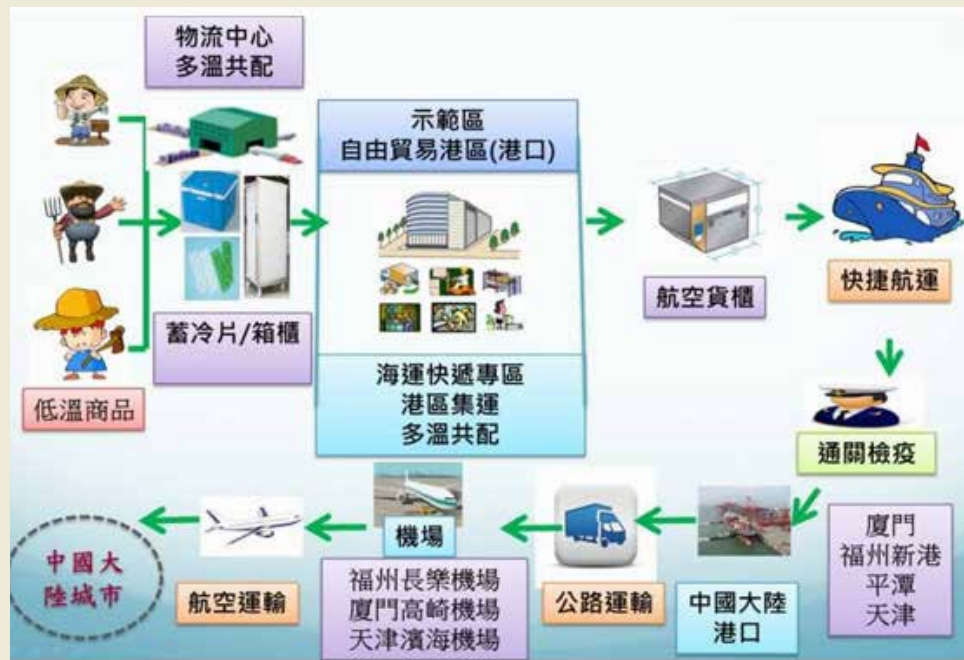 物流中心
多溫共配
示範區
自由貿易港區(港口)
蓄冷片/箱櫃
低溫商品
海運快遞專區
港區集運
多溫共配
航空貨櫃
快捷航運
通關檢疫
廈門
福州新港
平潭
天津
中國大陸
港口
公路運輸
機場
福州長樂機場
廈門高崎機場
天津濱海機場
航空運輸
中國大
陸城市